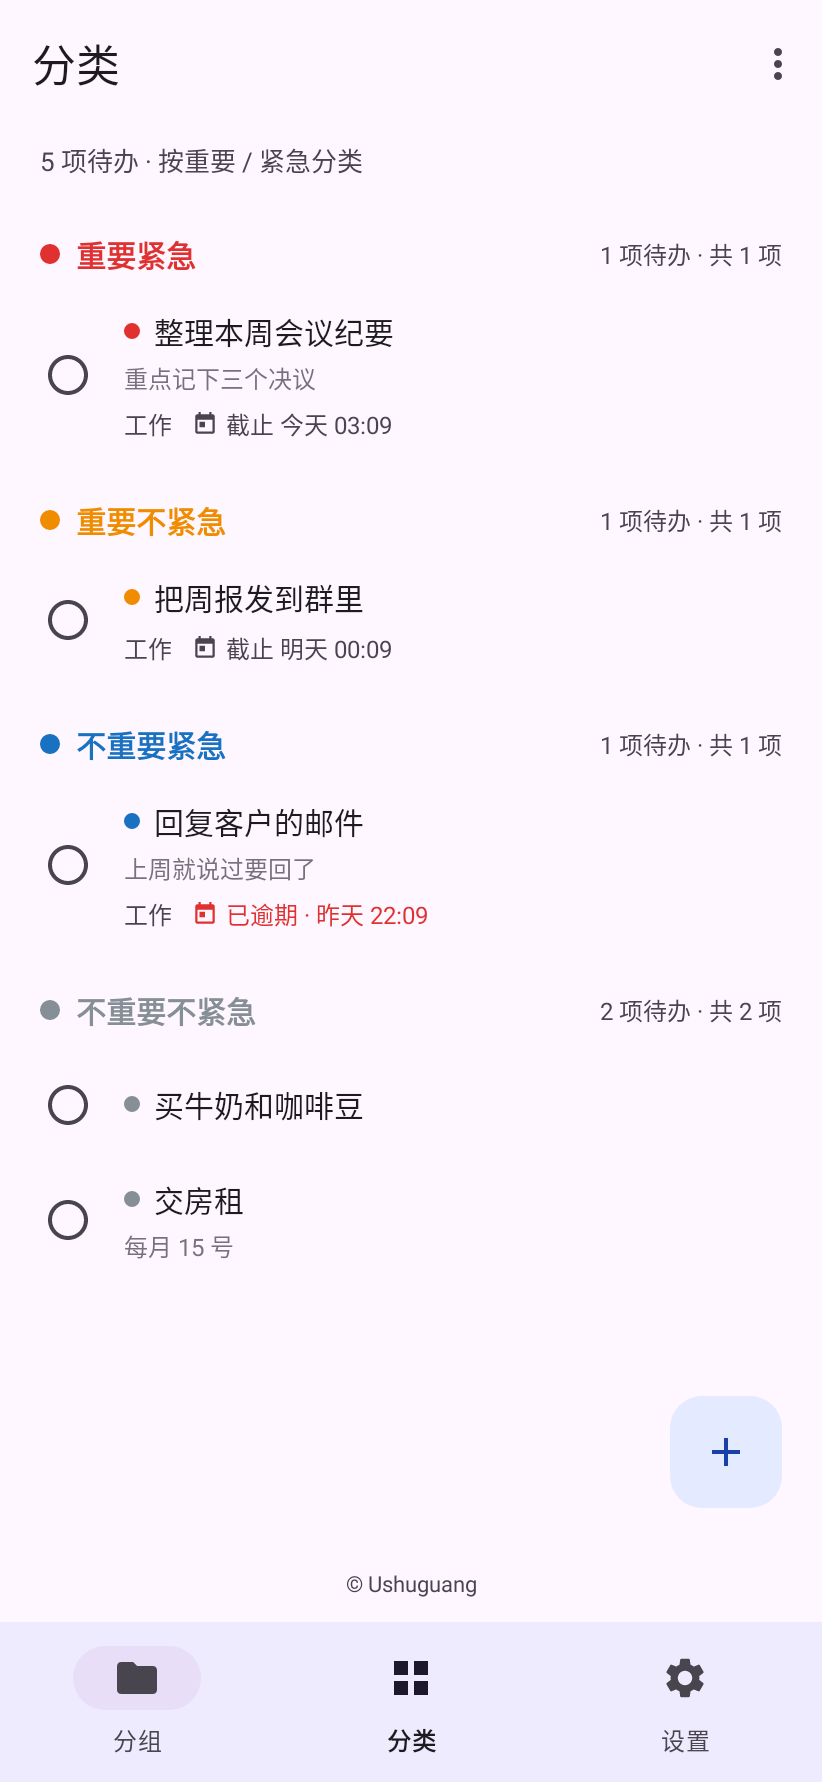 分类
5 项待办 · 按重要 / 紧急分类
重要紧急 1 项待办 · 共 1 项
整理本周会议纪要
重点记下三个决议
工作 截止 今天 03:09
重要不紧急 1 项待办 · 共 1 项
把周报发到群里
工作 截止 明天 00:09
不重要紧急 1 项待办 · 共 1 项
回复客户的邮件
上周就说过要回了
工作 已逾期 · 昨天 22:09
不重要不紧急 2 项待办 · 共 2 项
买牛奶和咖啡豆
交房租
每月 15 号
© Ushuguang
分组 分类 设置